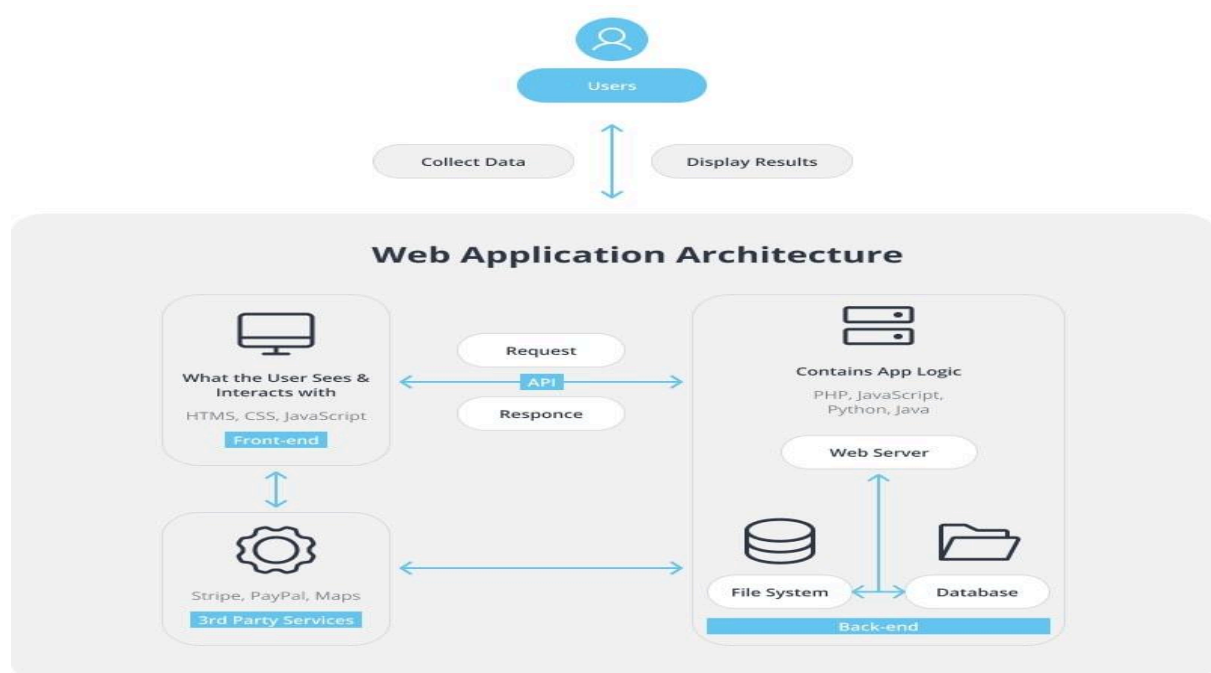 Users
Collect Data
Display Results
Web Application Architecture
What the User Sees &
Interacts with
HTMS, CSS, JavaScript
Front-end
Request
API
Responce
Contains App Logic
PHP, JavaScript,
Python, Java
Web Server
Stripe, PayPal, Maps
3rd Party Services
File System
Database
Back-end